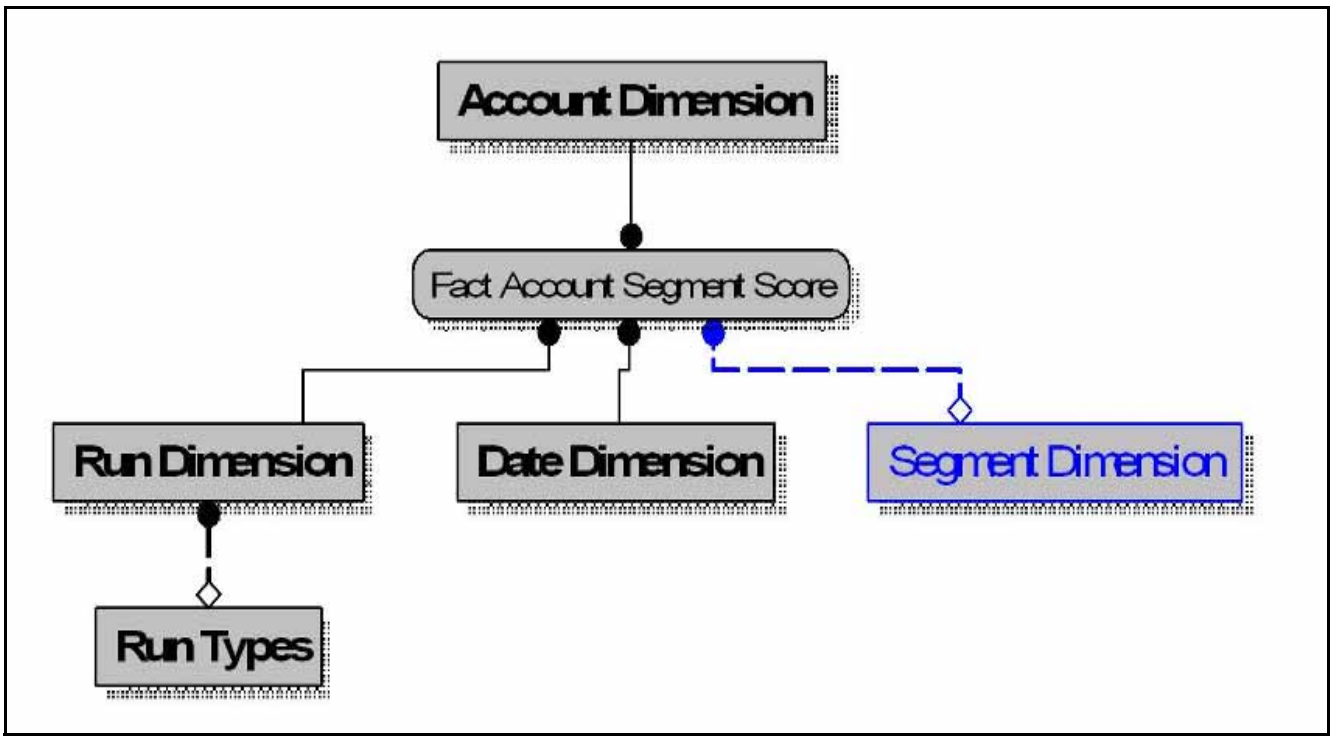 Account Dimension
Fact Account Segment Score
Run Dimension
Date Dimension
Segment Dimension
Run Types